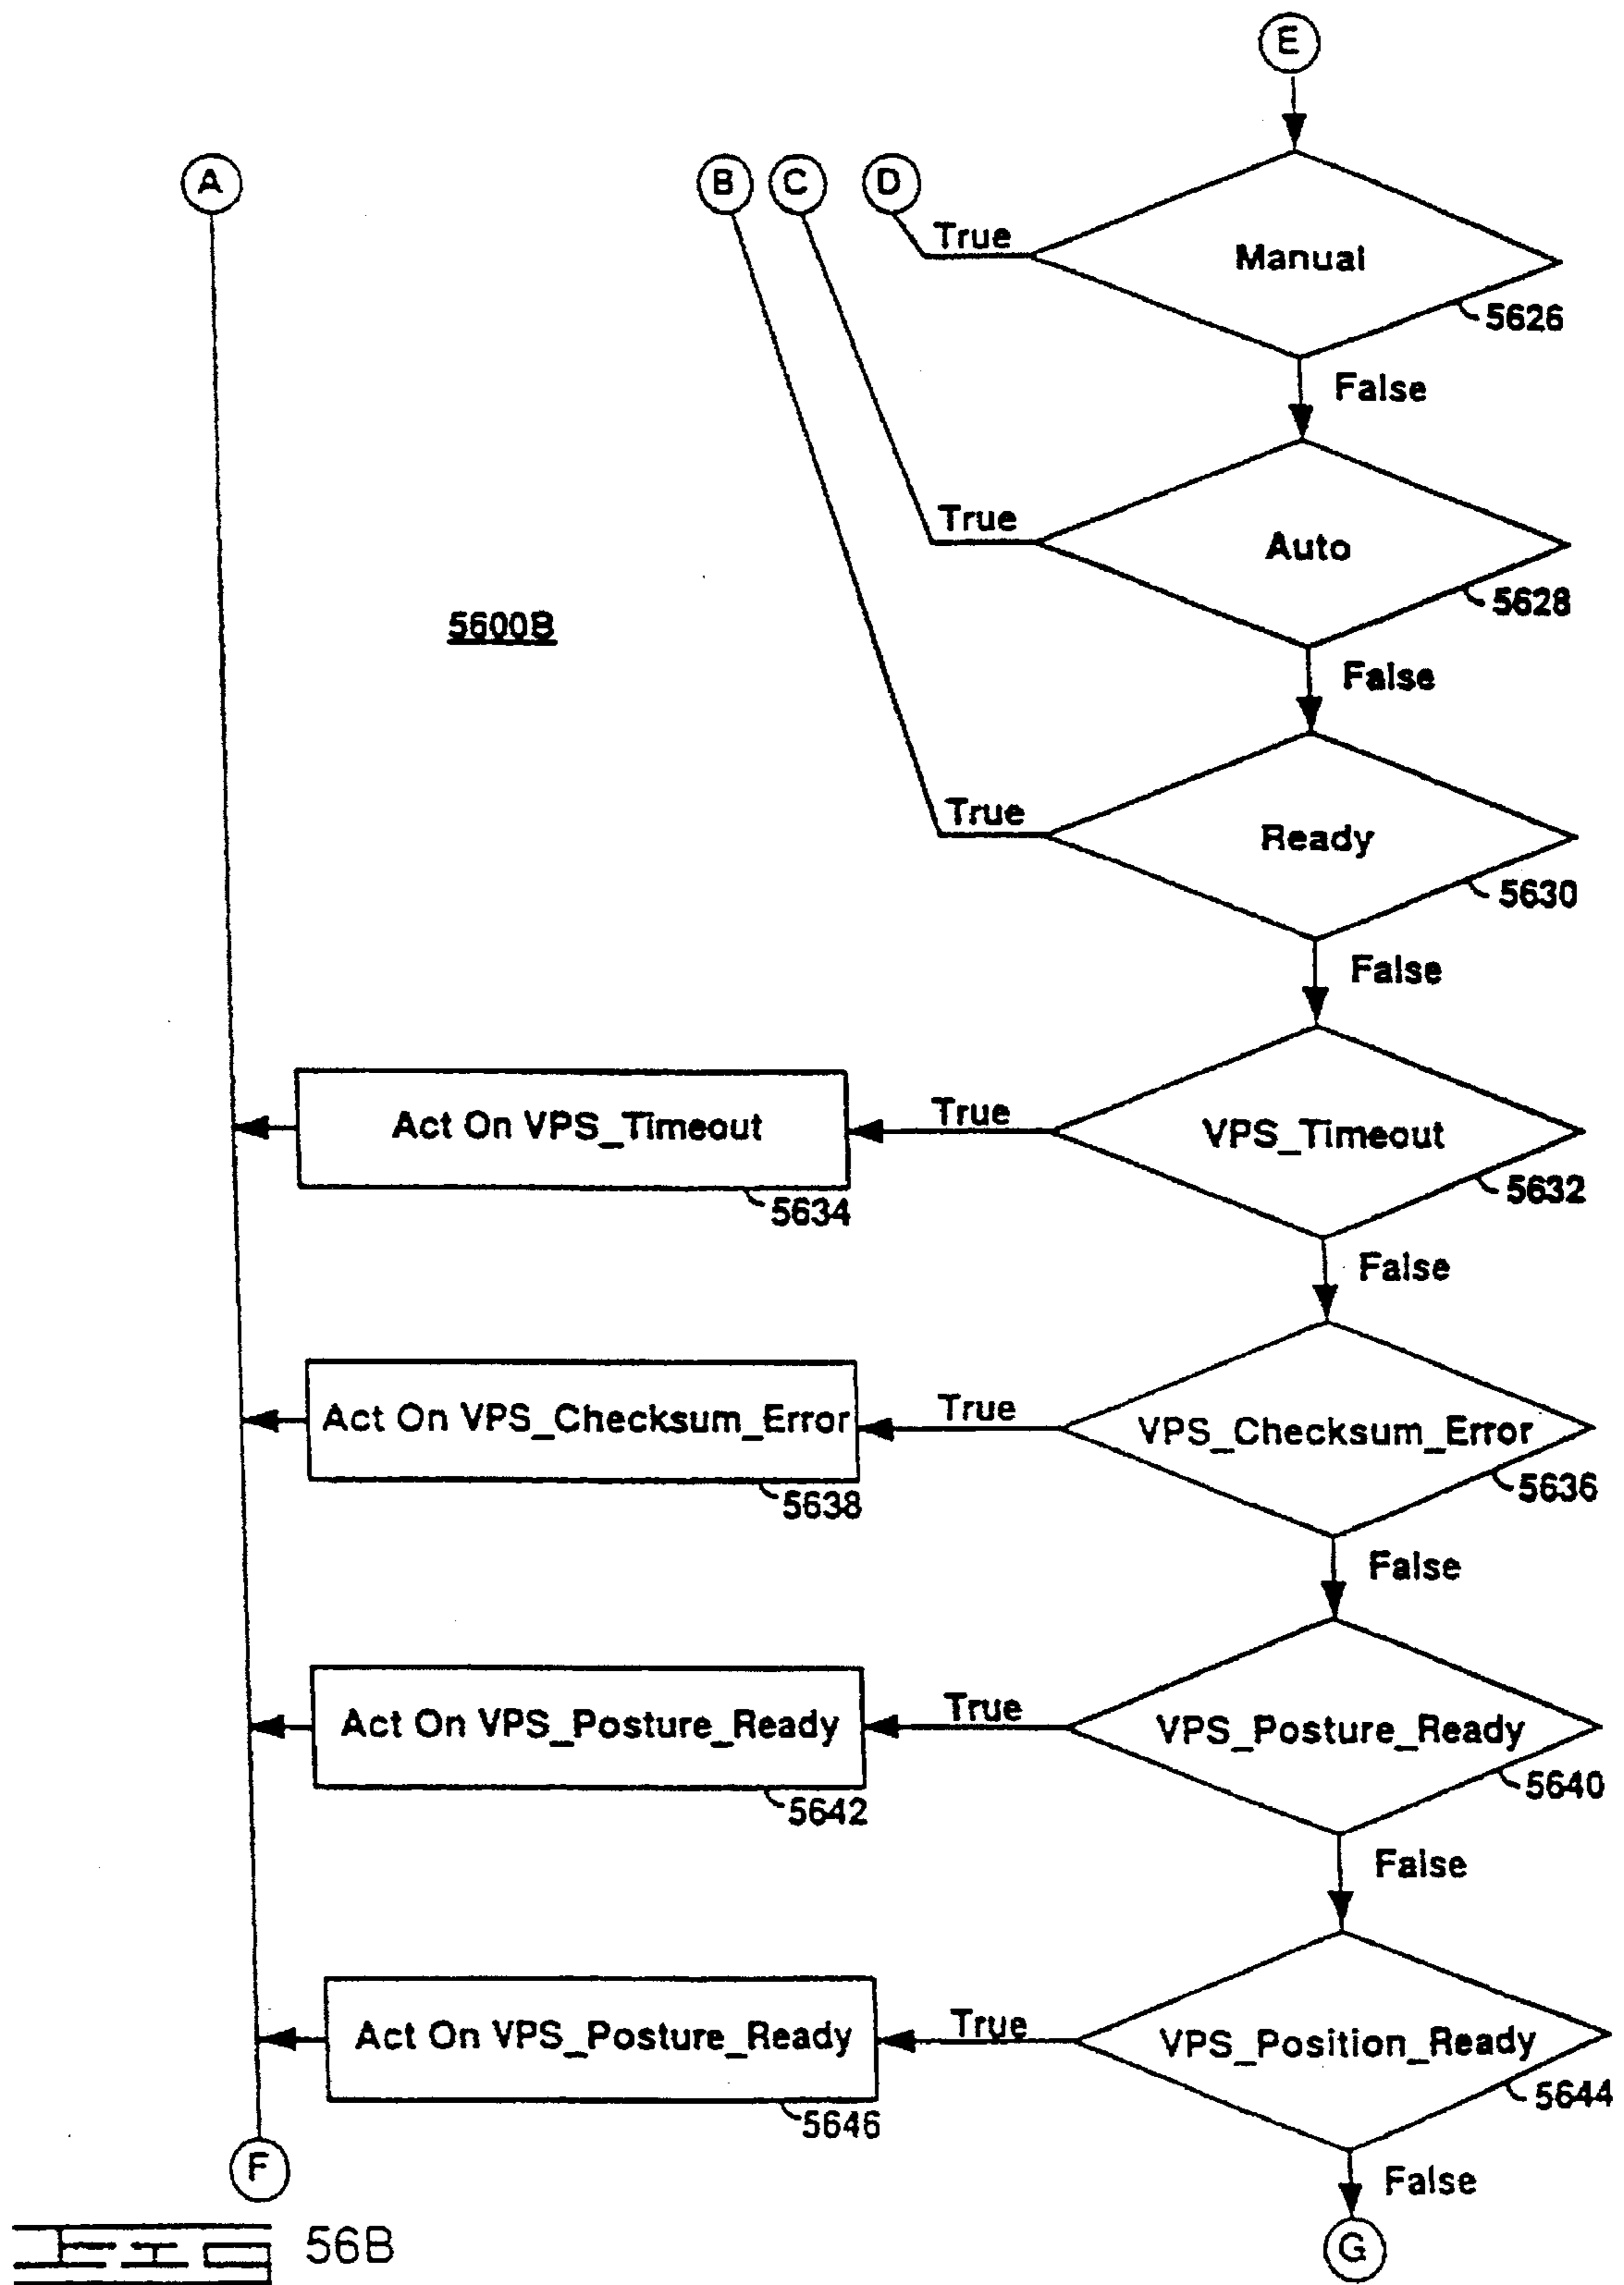 E
A
B
C
D
True
Manual
5626
False
True
Auto
5628
5600B
False
True
Ready
5630
False
Act On VPS_Timeout
True
VPS_Timeout
5634
5632
False
Act On VPS_Checksum_Error
True
VPS_Checksum_Error
5638
5636
False
Act On VPS_Posture_Ready
True
VPS_Posture_Ready
5642
5640
False
Act On VPS_Posture_Ready
True
VPS_Position_Ready
5646
5644
F
False
G
56B